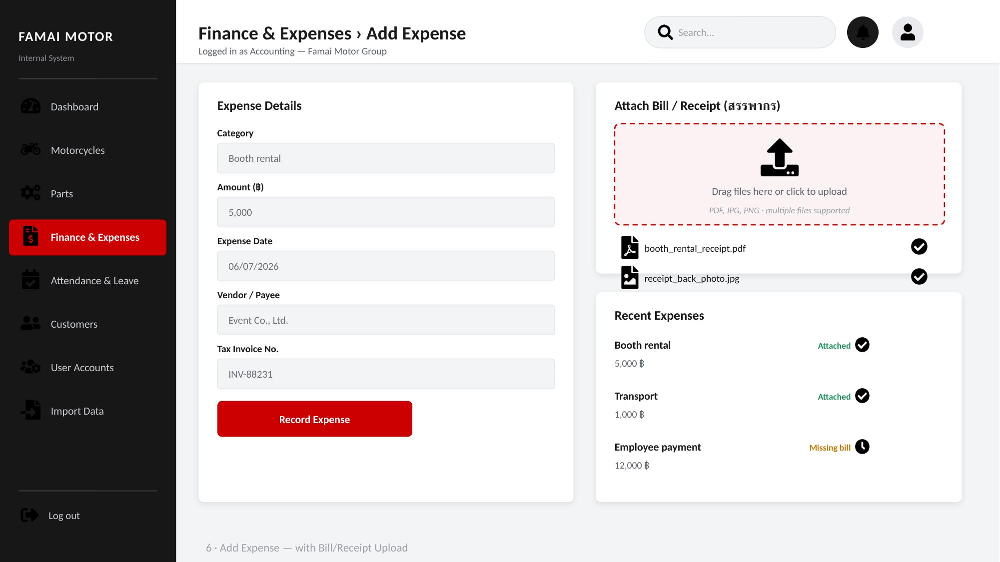 FAMAI MOTOR
Internal System
Dashboard
Motorcycles
Parts
Finance & Expenses
Attendance & Leave
Customers
User Accounts
Import Data
Log out
Finance & Expenses › Add Expense
Logged in as Accounting — Famai Motor Group
Search...
Expense Details
Category
Booth rental
Amount (฿)
5,000
Expense Date
06/07/2026
Vendor / Payee
Event Co., Ltd.
Tax Invoice No.
INV-88231
Record Expense
Attach Bill / Receipt (สรรพากร)
Drag files here or click to upload
PDF, JPG, PNG · multiple files supported
booth_rental_receipt.pdf
receipt_back_photo.jpg
Recent Expenses
Booth rental Attached
5,000 ฿
Transport Attached
1,000 ฿
Employee payment Missing bill
12,000 ฿
6 · Add Expense — with Bill/Receipt Upload